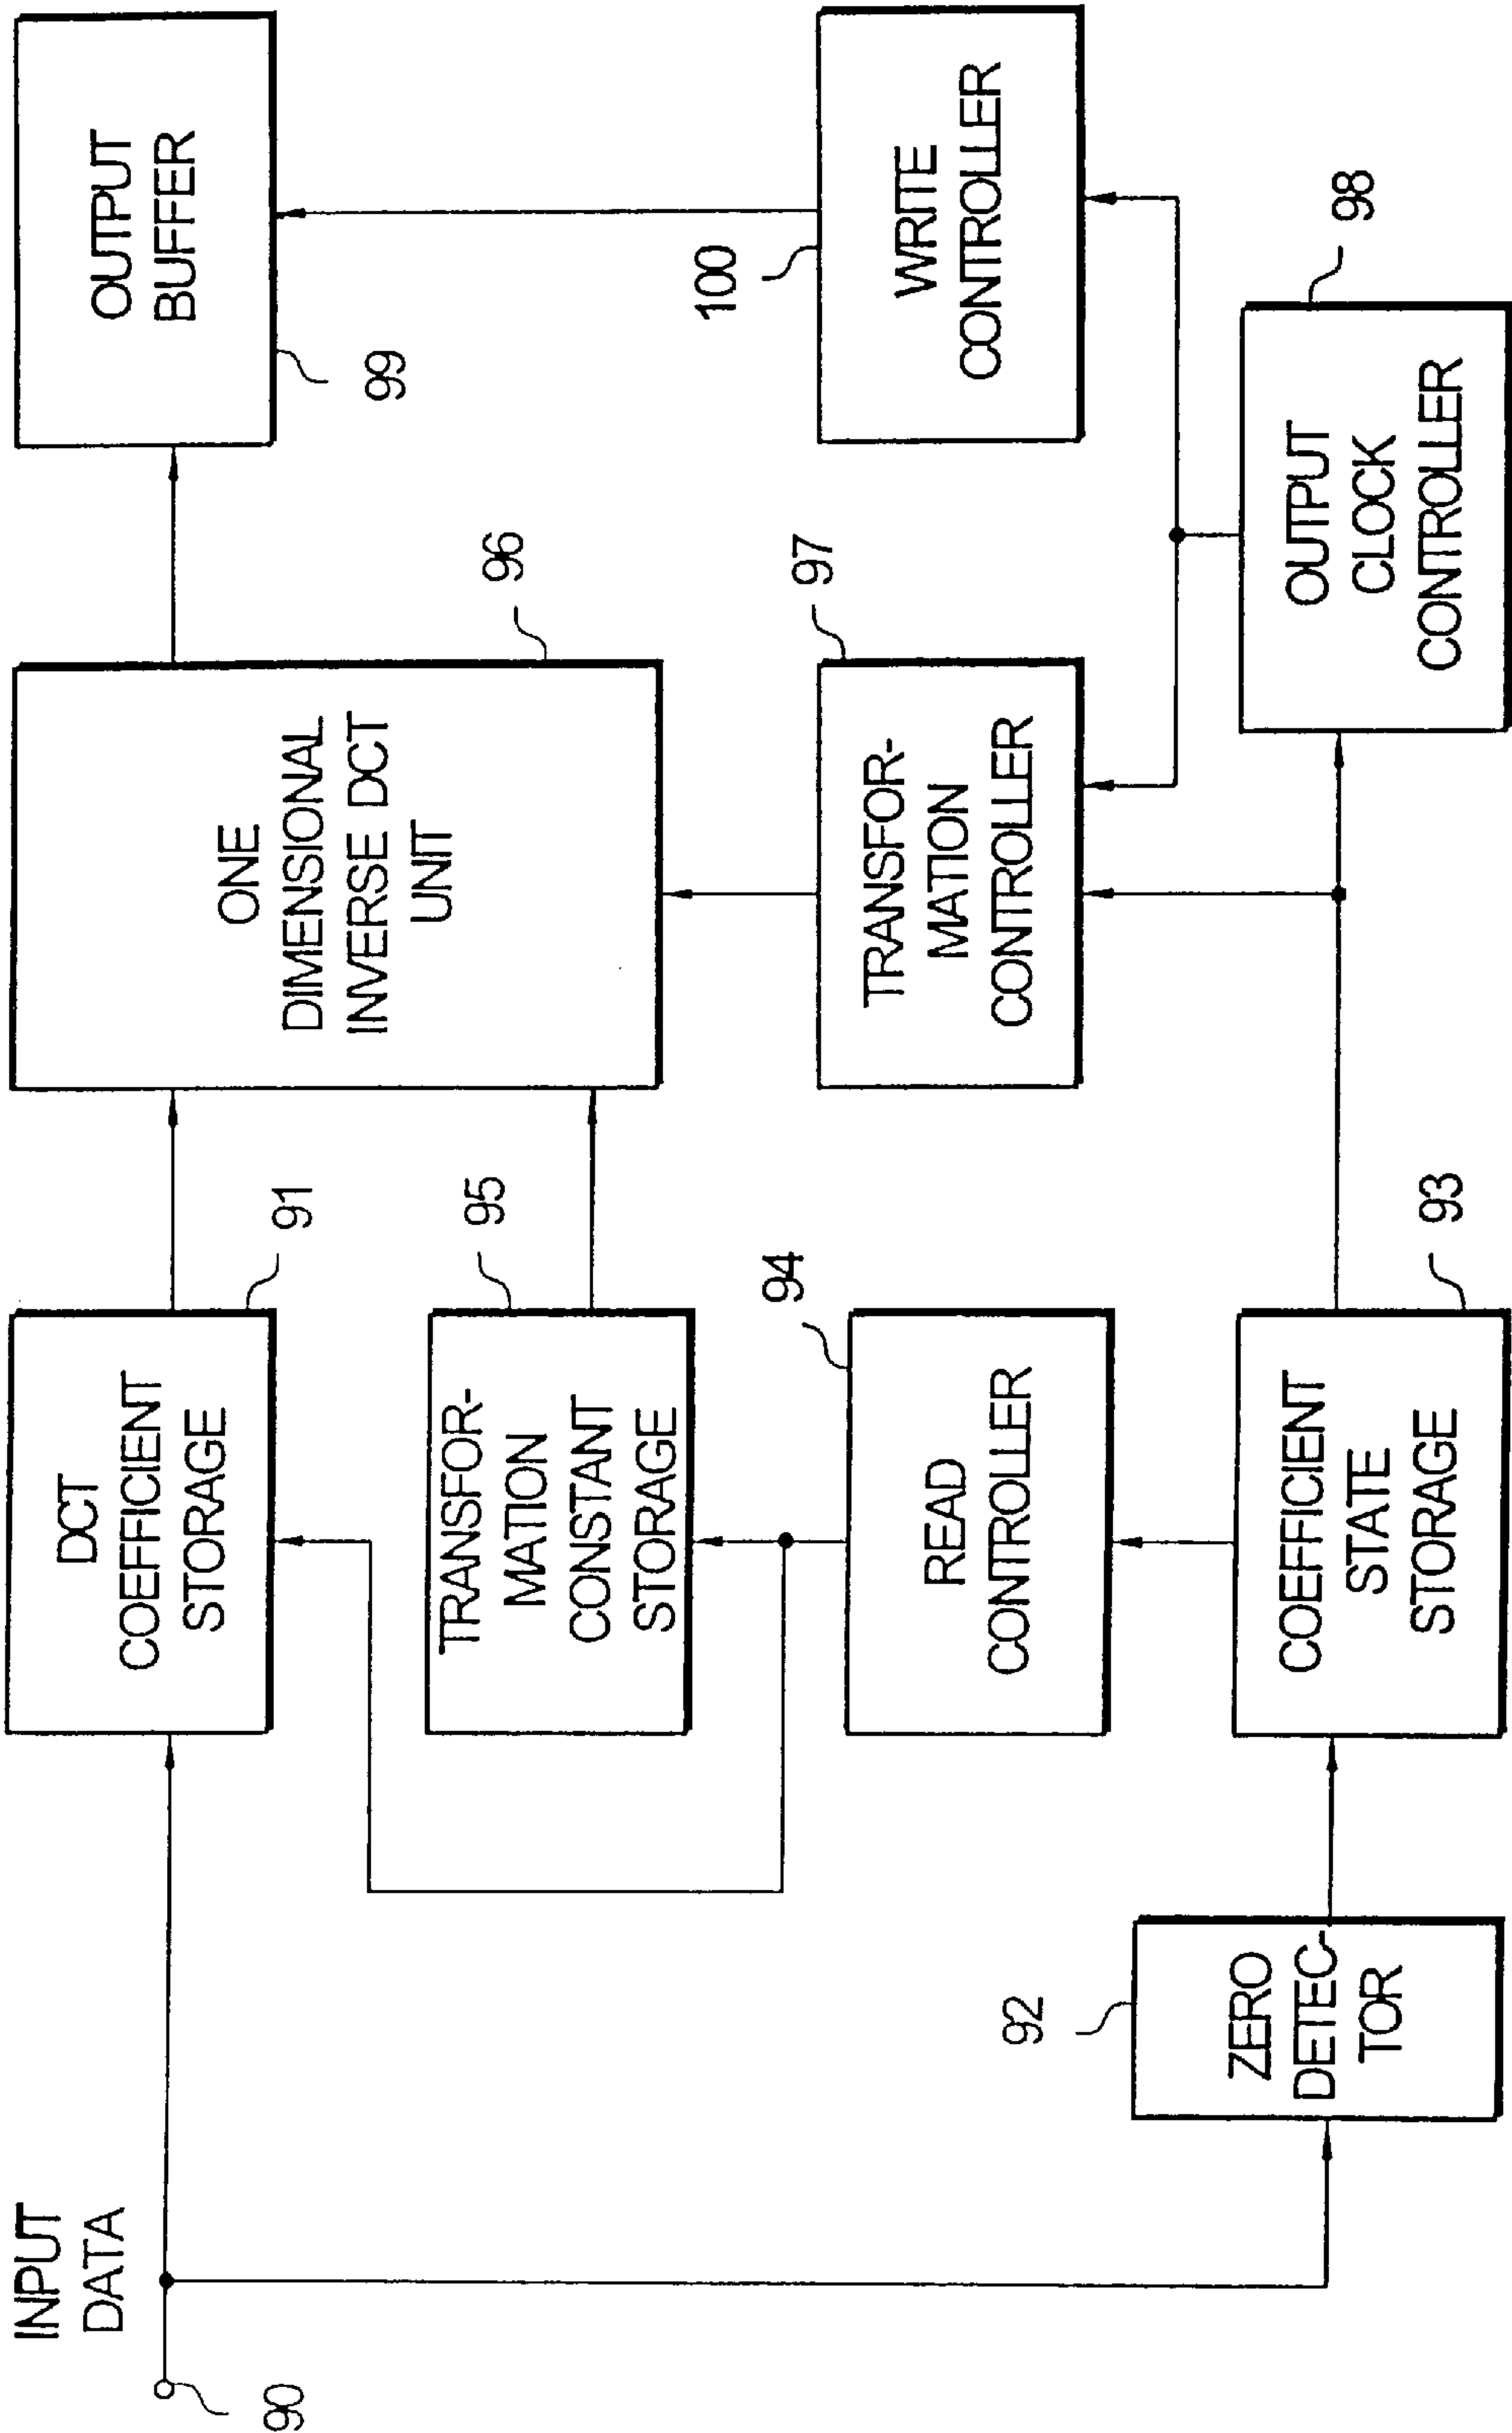 INPUT
DATA
90
DCT
COEFFICIENT
STORAGE
91
ONE
DIMENSIONAL
INVERSE DCT
UNIT
96
OUTPUT
BUFFER
99
TRANSFOR-
MATION
CONSTANT
STORAGE
95
READ
CONTROLLER
94
TRANSFOR-
MATION
CONTROLLER
97
WRITE
CONTROLLER
100
ZERO
DETEC-
TOR
92
COEFFICIENT
STATE
STORAGE
93
OUTPUT
CLOCK
CONTROLLER
98